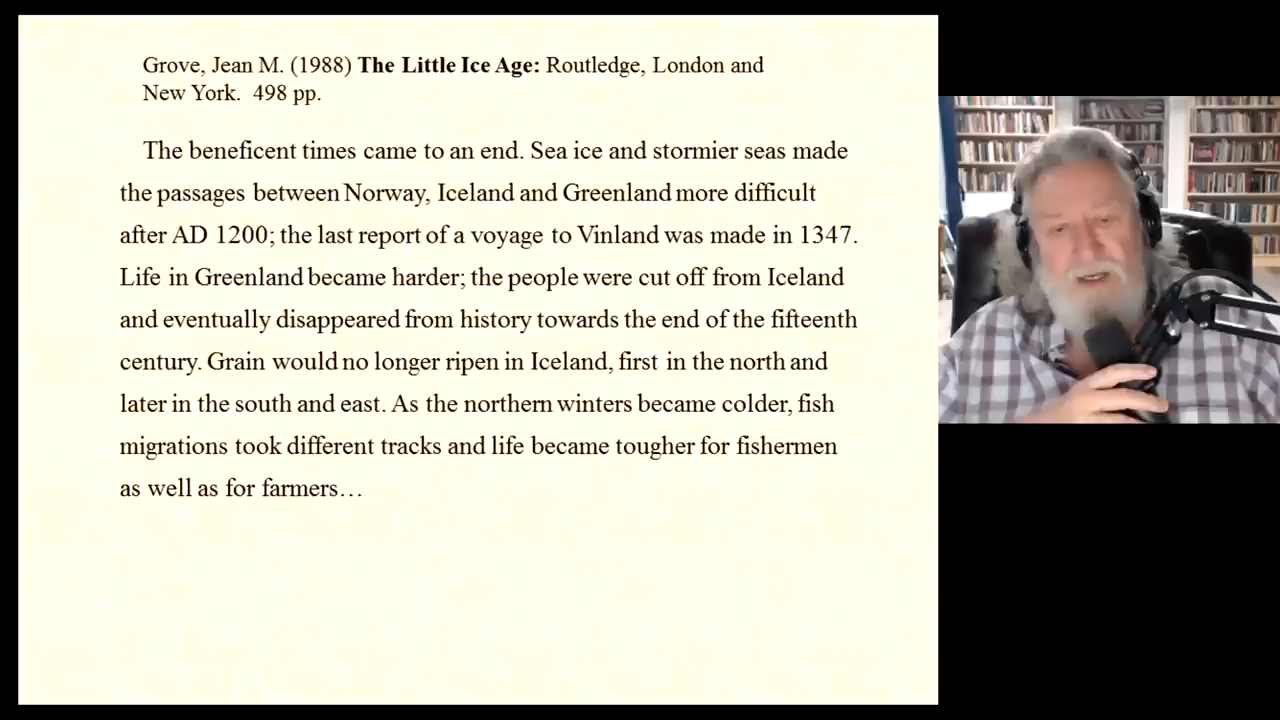 Grove, Jean M. (1988) The Little Ice Age: Routledge, London and
New York. 498 pp.
The beneficent times came to an end. Sea ice and stormier seas made
the passages between Norway, Iceland and Greenland more difficult
after AD 1200; the last report of a voyage to Vinland was made in 1347.
Life in Greenland became harder; the people were cut off from Iceland
and eventually disappeared from history towards the end of the fifteenth
century. Grain would no longer ripen in Iceland, first in the north and
later in the south and east. As the northern winters became colder, fish
migrations took different tracks and life became tougher for fishermen
as well as for farmers…